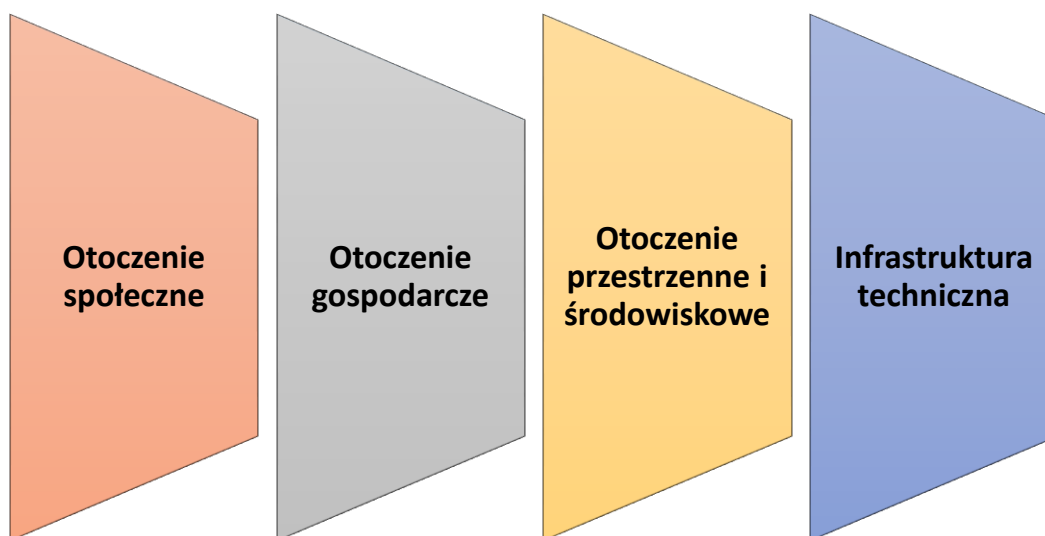 Otoczenie
społeczne
Otoczenie
gospodarcze
Otoczenie
przestrzenne i
środowiskowe
Infrastruktura
techniczna